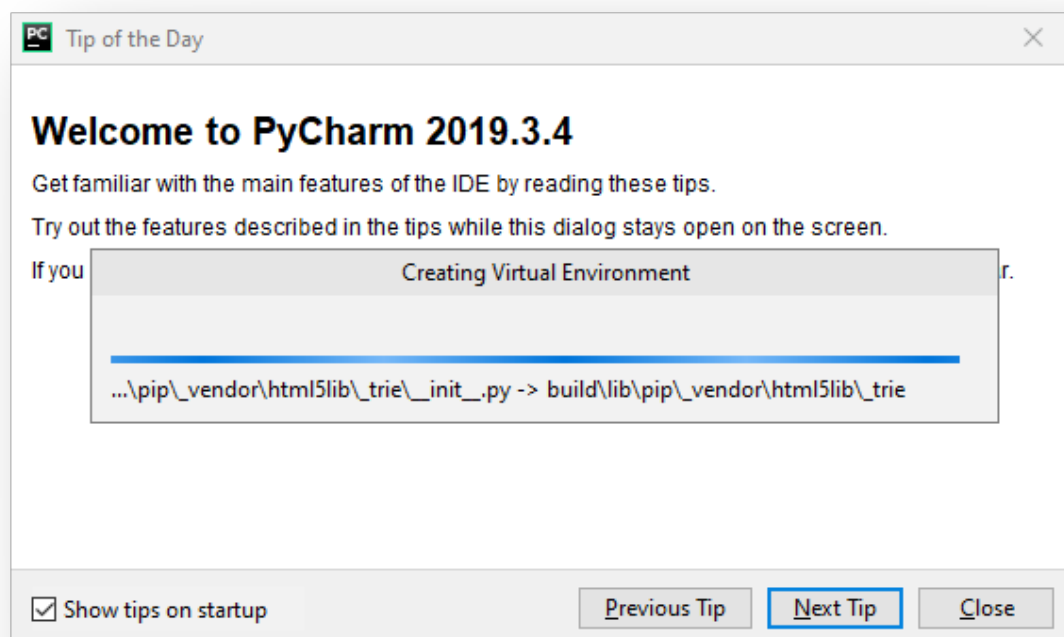 PC
Tip of the Day
Welcome to PyCharm 2019.3.4
Get familiar with the main features of the IDE by reading these tips.
Try out the features described in the tips while this dialog stays open on the screen.
If you
r.
Creating Virtual Environment
...\pip\_vendor\html5lib\_trie\__init__.py -> build\lib\pip\_vendor\html5lib\_trie
Show tips on startup
Previous Tip
Next Tip
Close